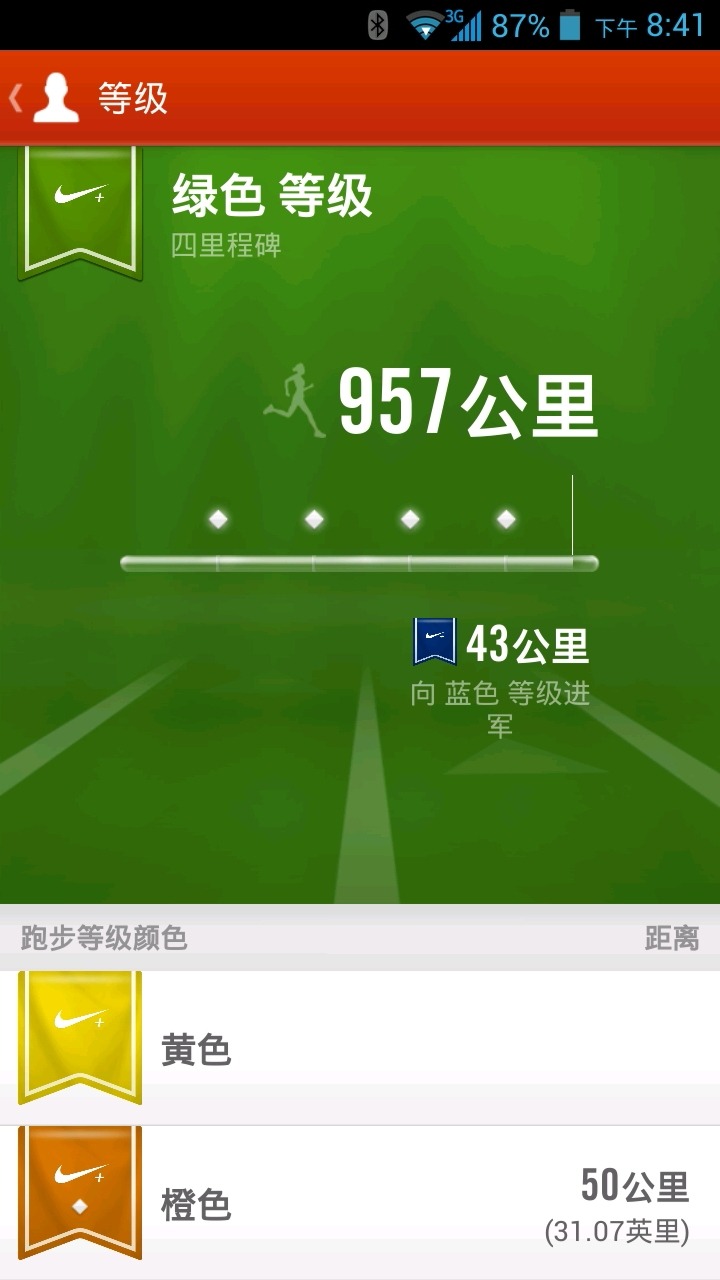 3G 87% 下午 8:41
等级
绿色 等级
四里程碑
957公里
43公里
向 蓝色 等级进
军
跑步等级颜色 距离
黄色
橙色
50公里
(31.07英里)